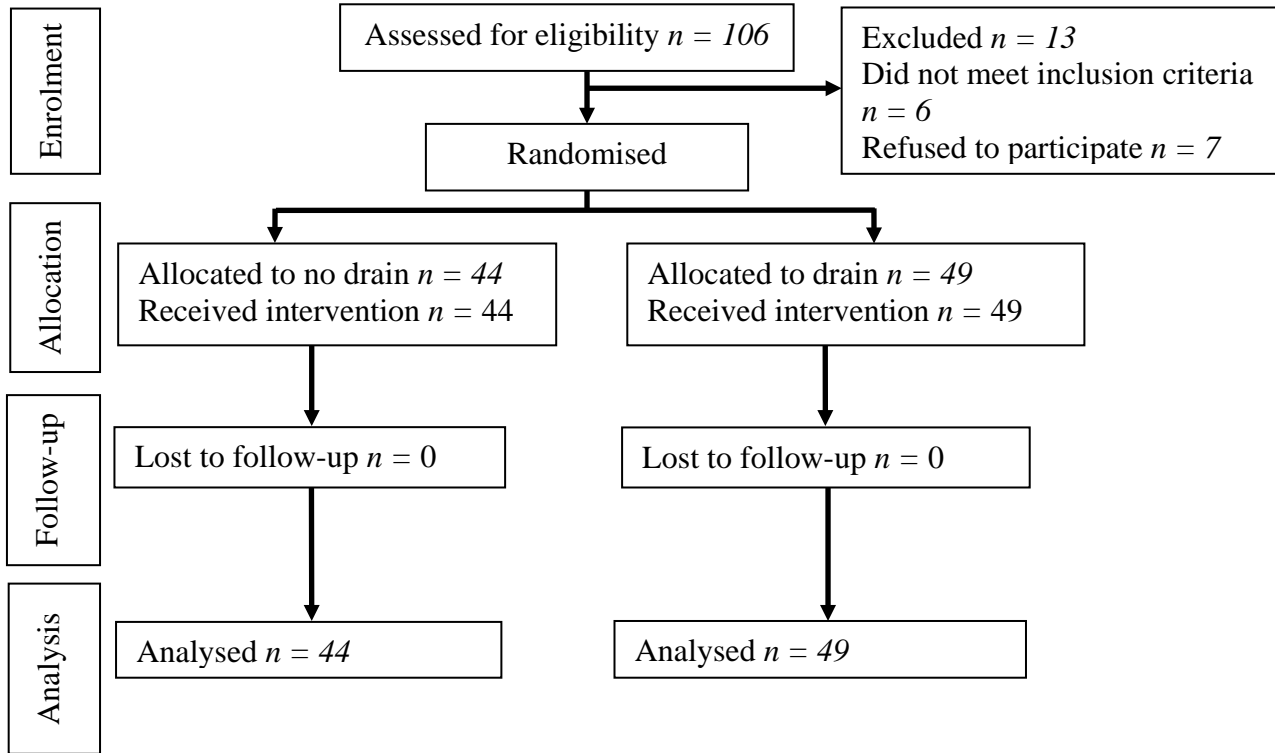 Enrolment
Assessed for eligibility n = 106
Excluded n = 13
Did not meet inclusion criteria
n = 6
Refused to participate n = 7
Randomised
Allocation
Allocated to no drain n = 44
Received intervention n = 44
Allocated to drain n = 49
Received intervention n = 49
Follow-up
Lost to follow-up n = 0
Lost to follow-up n = 0
Analysis
Analysed n = 44
Analysed n = 49